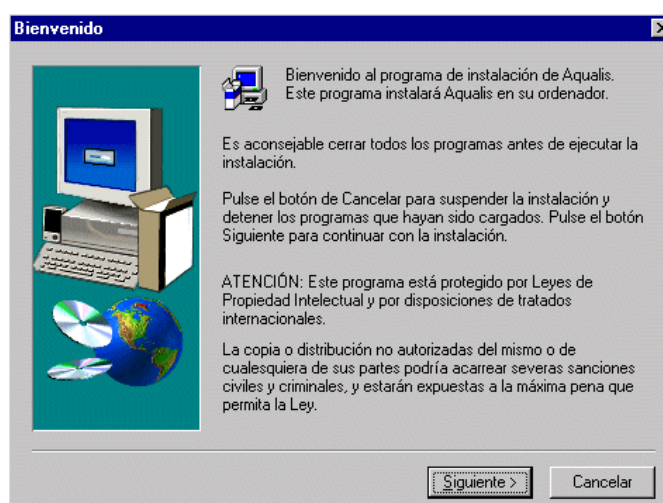 Bienvenido
Bienvenido al programa de instalación de Aqualis.
Este programa instalará Aqualis en su ordenador.
Es aconsejable cerrar todos los programas antes de ejecutar la
instalación.
Pulse el botón de Cancelar para suspender la instalación y
detener los programas que hayan sido cargados. Pulse el botón
Siguiente para continuar con la instalación.
ATENCIÓN: Este programa está protegido por Leyes de
Propiedad Intelectual y por disposiciones de tratados
internacionales.
La copia o distribución no autorizadas del mismo o de
cualesquiera de sus partes podría acarrear severas sanciones
civiles y criminales, y estarán expuestas a la máxima pena que
permita la Ley.
Siguiente >
Cancelar